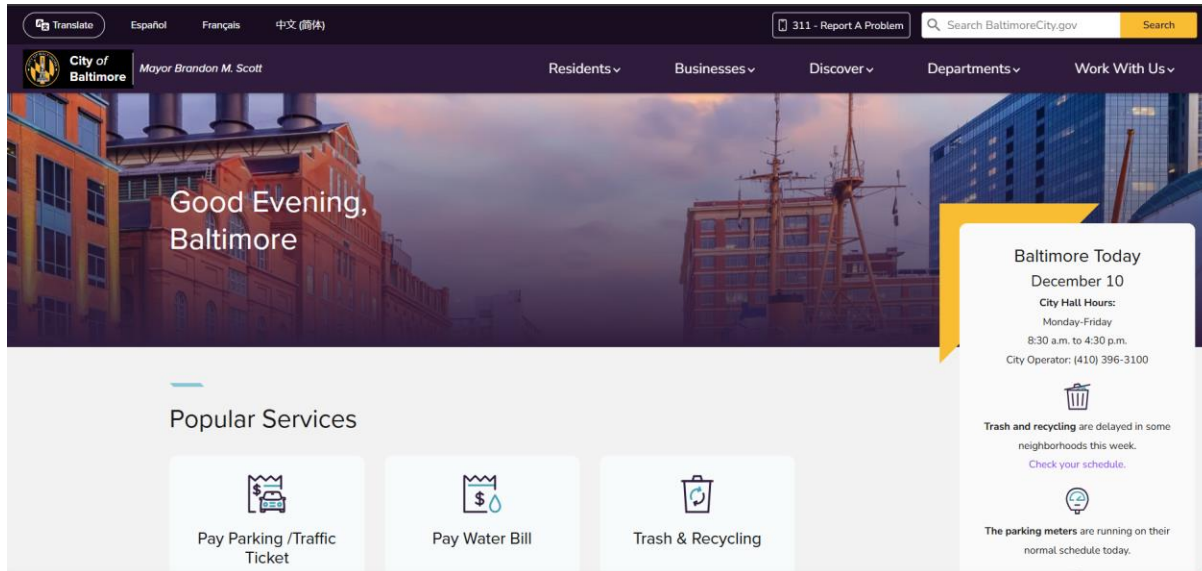 Translate
Español
Français
中文 (简体)
311 - Report A Problem
Search BaltimoreCity.gov
Search
City of
Baltimore
Mayor Brandon M. Scott
Residents
Businesses
Discover
Departments
Work With Us
Good Evening,
Baltimore
Baltimore Today
December 10
City Hall Hours:
Monday-Friday
8:30 a.m. to 4:30 p.m.
City Operator: (410) 396-3100
Trash and recycling are delayed in some
neighborhoods this week.
Check your schedule.
The parking meters are running on their
normal schedule today.
Popular Services
Pay Parking /Traffic
Ticket
Pay Water Bill
Trash & Recycling